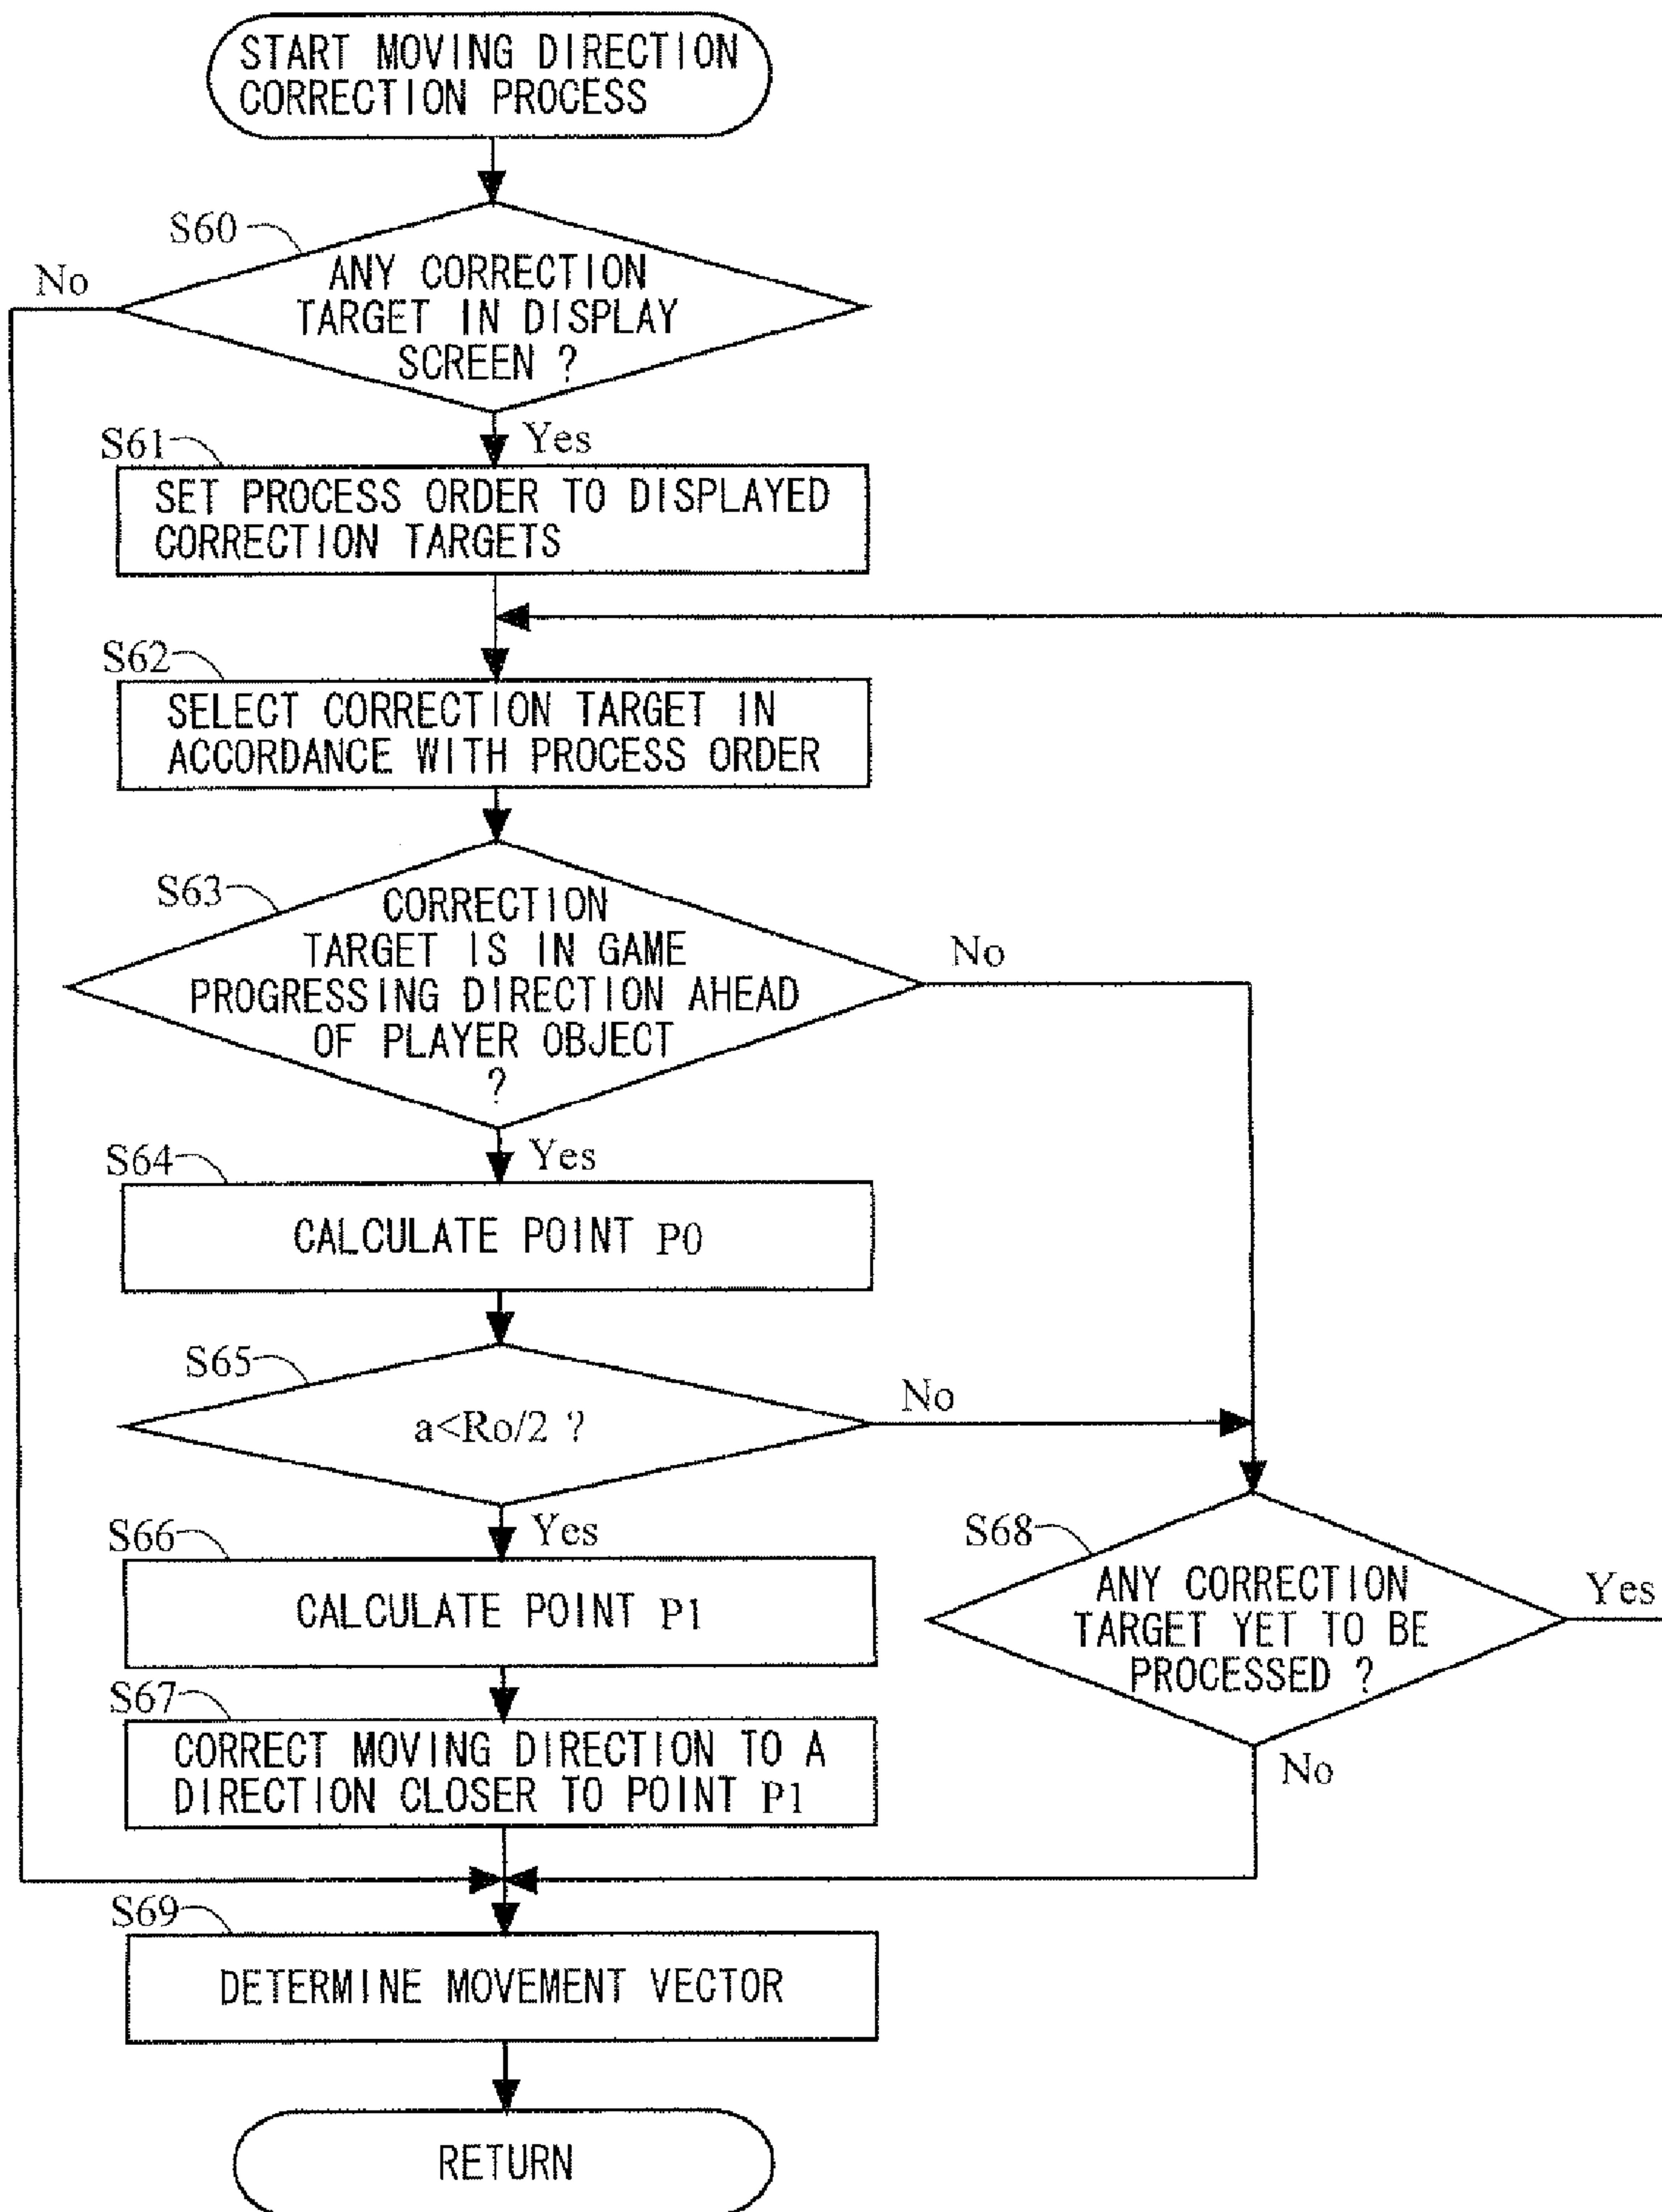 START MOVING DIRECTION
CORRECTION PROCESS
S60
No
ANY CORRECTION
TARGET IN DISPLAY
SCREEN ?
Yes
S61
SET PROCESS ORDER TO DISPLAYED
CORRECTION TARGETS
S62
SELECT CORRECTION TARGET IN
ACCORDANCE WITH PROCESS ORDER
S63
CORRECTION
TARGET IS IN GAME
PROGRESSING DIRECTION AHEAD
OF PLAYER OBJECT
?
No
Yes
S64
CALCULATE POINT P0
S65
a<Ro/2 ?
No
Yes
S66
CALCULATE POINT P1
S68
ANY CORRECTION
TARGET YET TO BE
PROCESSED ?
Yes
No
S67
CORRECT MOVING DIRECTION TO A
DIRECTION CLOSER TO POINT P1
S69
DETERMINE MOVEMENT VECTOR
RETURN